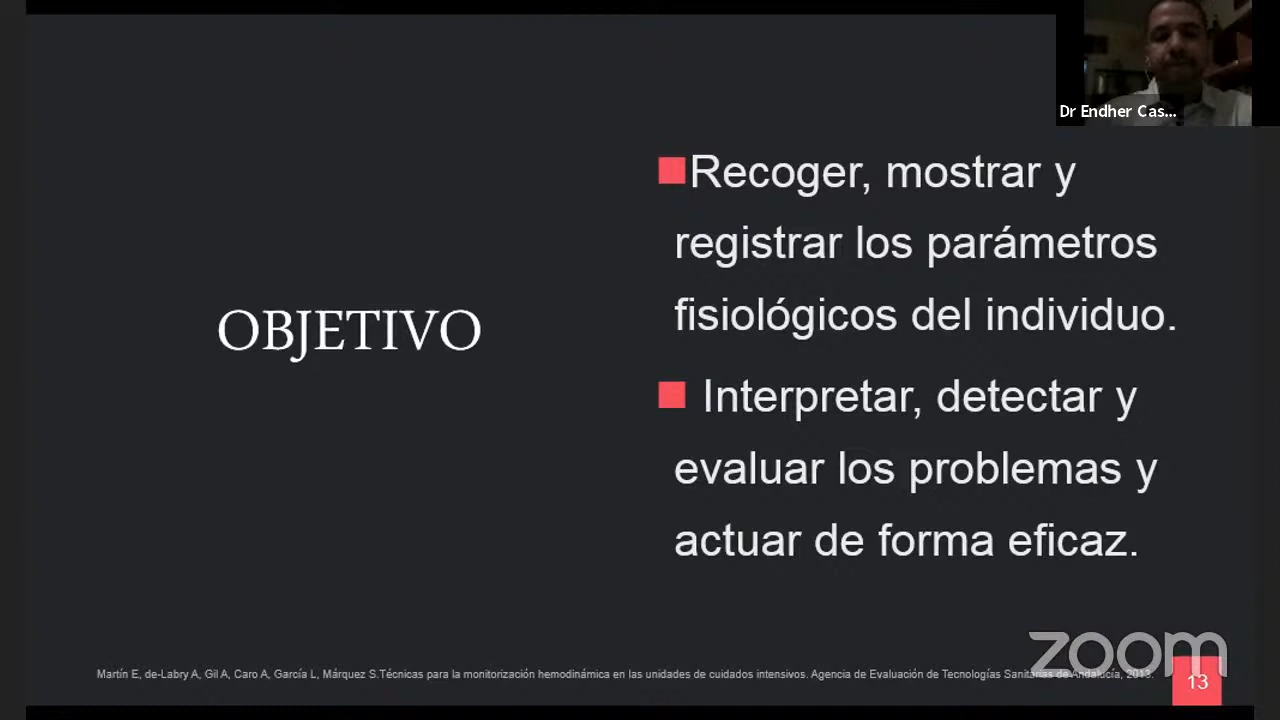 Dr Endher Cas...
Recoger, mostrar y
registrar los parámetros
fisiológicos del individuo.
OBJETIVO
Interpretar, detectar y
evaluar los problemas y
actuar de forma eficaz.
zoom
Martín E, de-Labry A, Gil A, Caro A, García L, Márquez S.Técnicas para la monitorización hemodinámica en las unidades de cuidados intensivos. Agencia de Evaluación de Tecnologías Sanitarias de Andalucía, 2013.
13